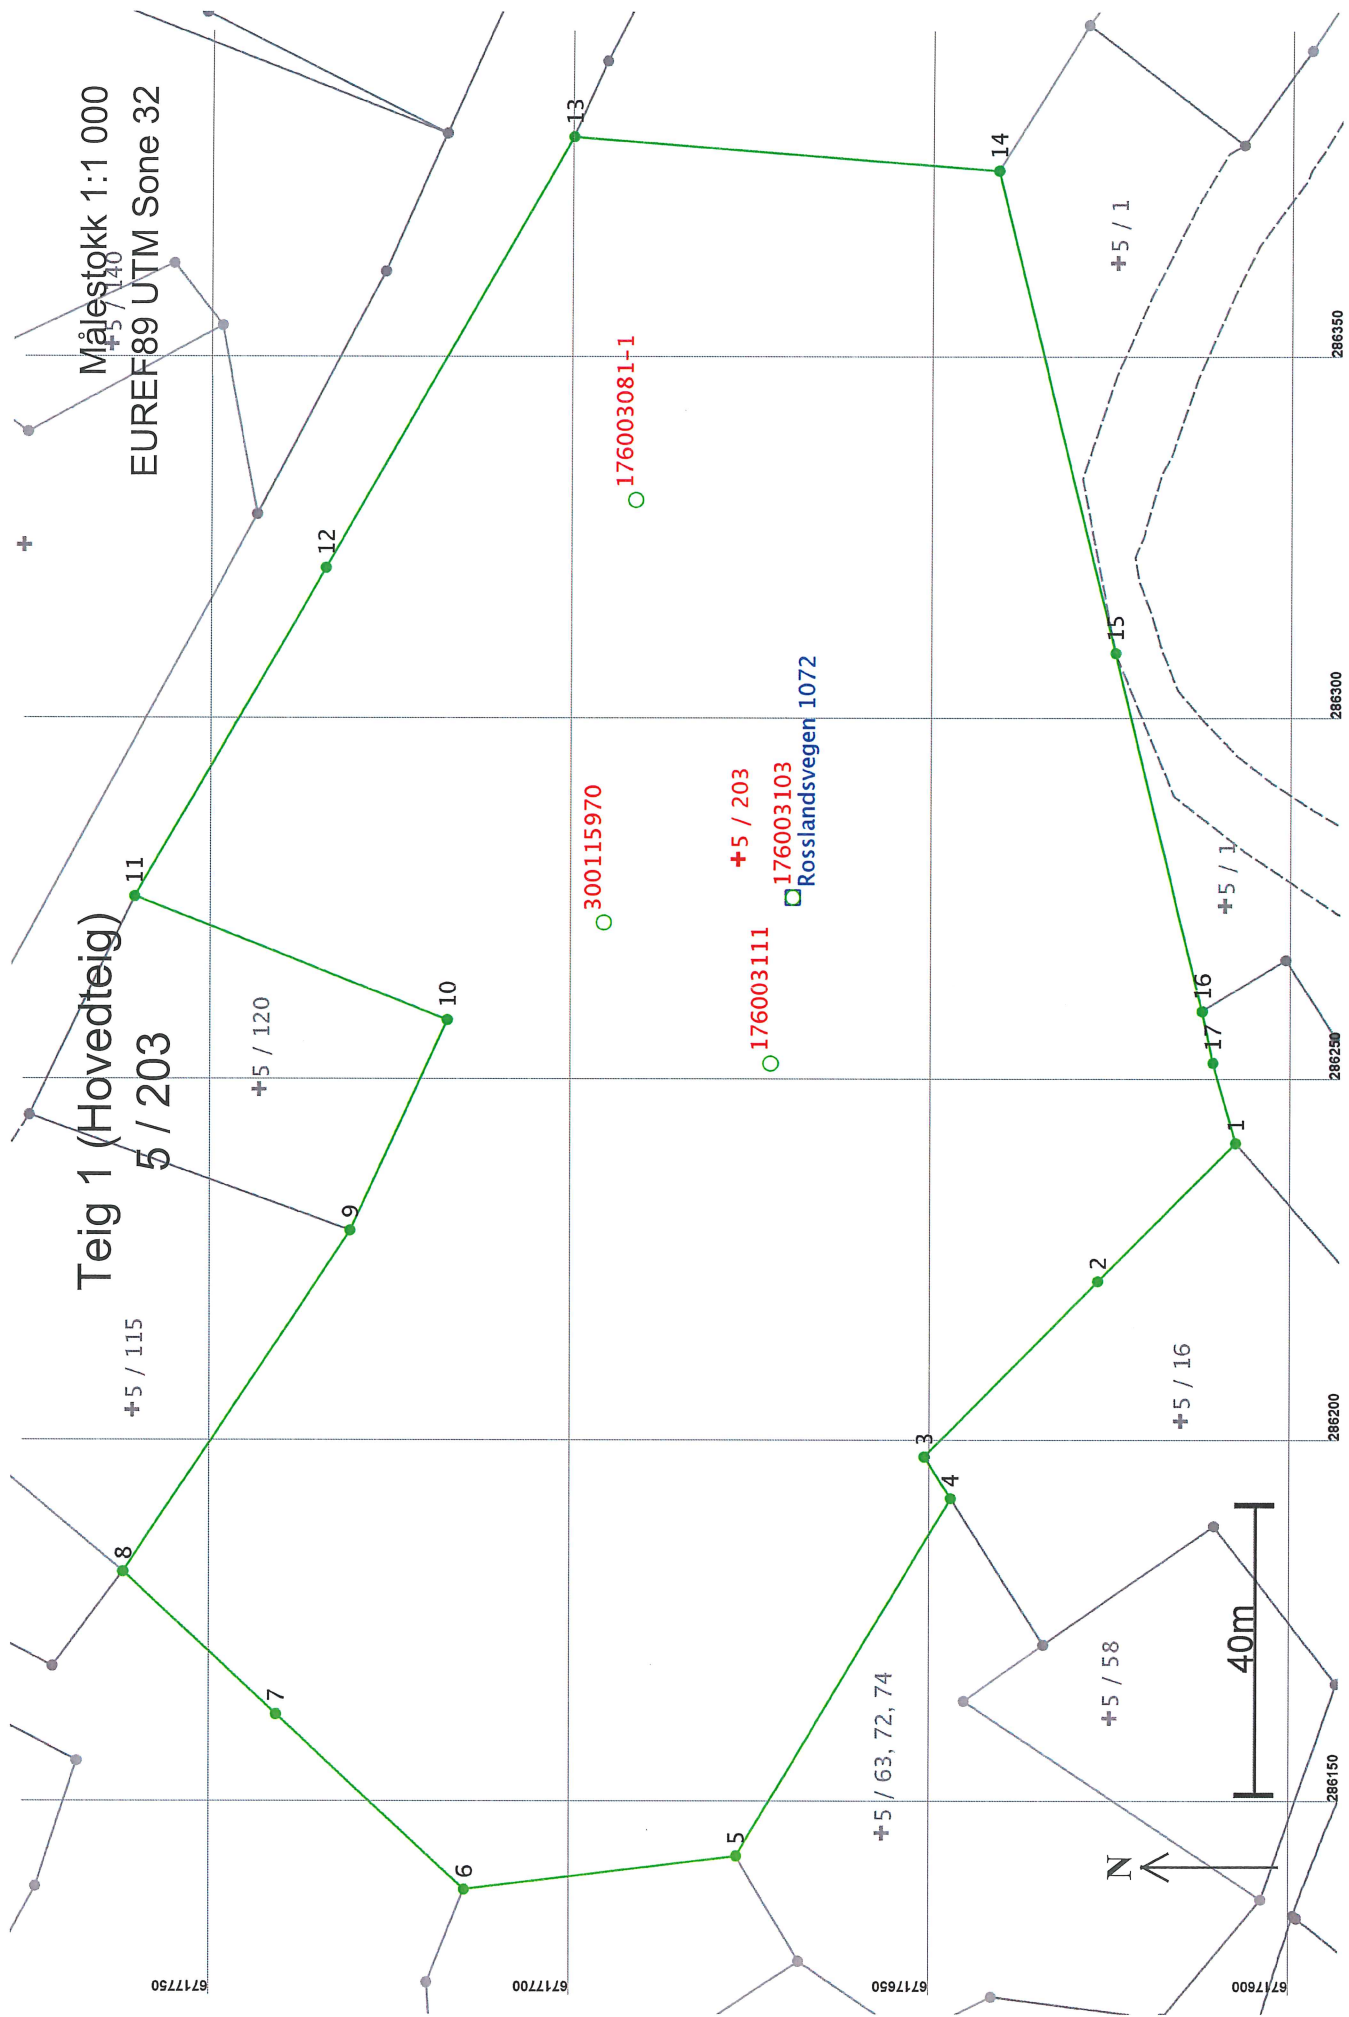 Teig 1 (Hovedteig)
5 / 203
Målestokk 1:1 000
EUREF89 UTM Sone 32
5 / 140
5 / 115
5 / 120
8
9
10
11
12
13
7
6
5
4
3
2
1
17
16
15
14
300115970
176003081-1
5 / 203
176003103
Rosslandsvegen 1072
176003111
5 / 63, 72, 74
5 / 58
5 / 16
5 / 1
5 / 1
N
40m
6717750
6717700
6717650
6717600
286150
286200
286250
286300
286350